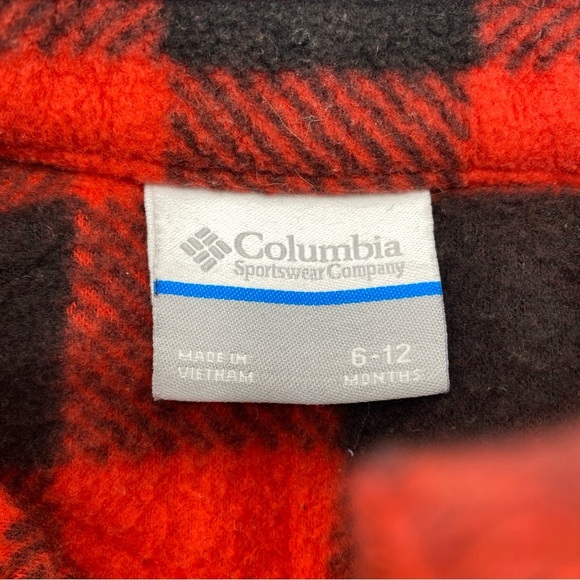 Columbia
Sportswear Company
MADE IN
VIETNAM
6-12
MONTHS